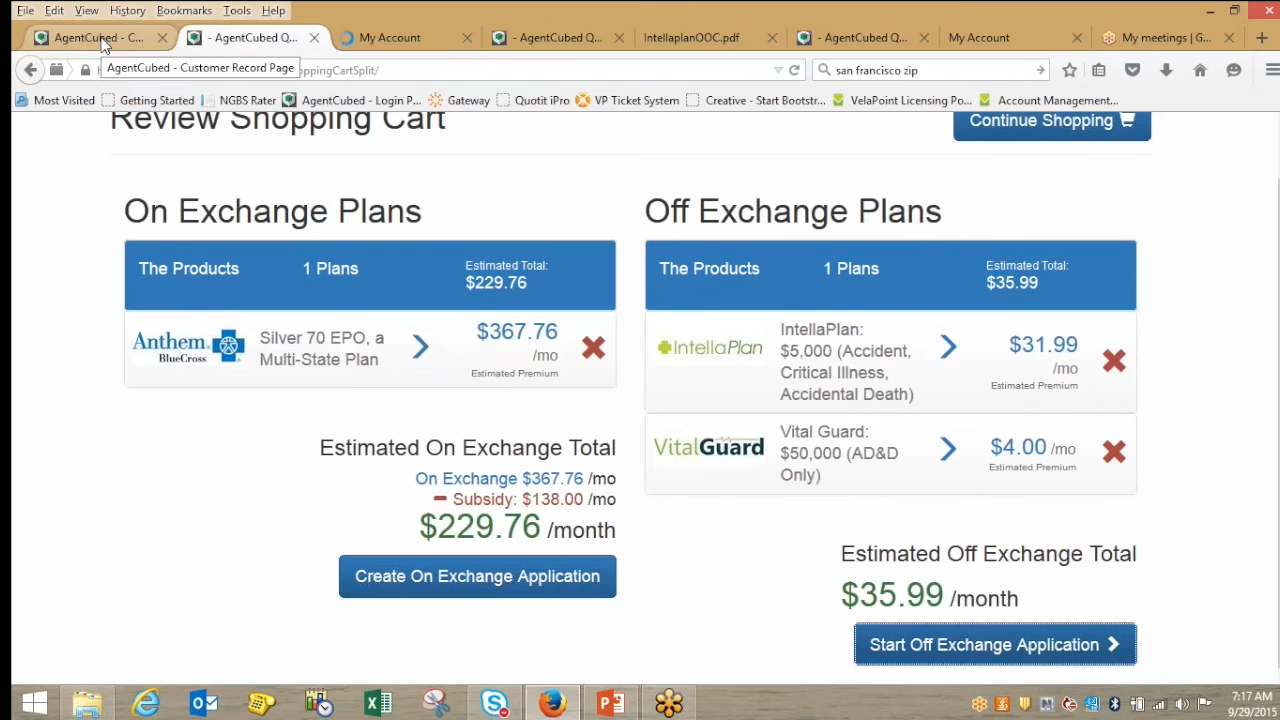 File Edit View History Bookmarks Tools Help
AgentCubed - C...
- AgentCubed Q...
My Account
- AgentCubed Q...
IntellaplanOOC.pdf
- AgentCubed Q...
My Account
My meetings | G...
AgentCubed - Customer Record Page
oppingCartSplit/
san francisco zip
Most Visited
Getting Started
NGBS Rater
AgentCubed - Login P...
Gateway
Quotit iPro
VP Ticket System
Creative - Start Bootstr...
VelaPoint Licensing Po...
Account Management...
Review Shopping Cart
Continue Shopping
On Exchange Plans
The Products
1 Plans
Estimated Total:
$229.76
Anthem
BlueCross
Silver 70 EPO, a
Multi-State Plan
$367.76
/mo
Estimated Premium
Estimated On Exchange Total
On Exchange $367.76 /mo
Subsidy: $138.00 /mo
$229.76 /month
Create On Exchange Application
Off Exchange Plans
The Products
1 Plans
Estimated Total:
$35.99
IntellaPlan
IntellaPlan:
$5,000 (Accident,
Critical Illness,
Accidental Death)
$31.99
/mo
Estimated Premium
VitalGuard
Vital Guard:
$50,000 (AD&D
Only)
$4.00 /mo
Estimated Premium
Estimated Off Exchange Total
$35.99 /month
Start Off Exchange Application
7:17 AM
9/29/2015